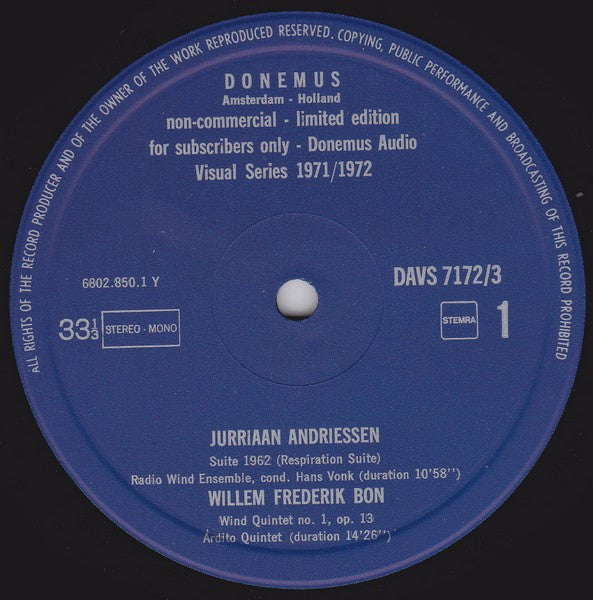 ALL RIGHTS OF THE RECORD PRODUCER AND OF THE OWNER OF THE WORK REPRODUCED RESERVED. COPYING, PUBLIC PERFORMANCE AND BROADCASTING OF THIS RECORD PROHIBITED
DONEMUS
Amsterdam - Holland
non-commercial - limited edition
for subscribers only - Donemus Audio
Visual Series 1971/1972
6802.850.1 Y
DAVS 7172/3
33⅓ STEREO - MONO
STEMRA 1
JURRIAAN ANDRIESSEN
Suite 1962 (Respiration Suite)
Radio Wind Ensemble, cond. Hans Vonk (duration 10'58'')
WILLEM FREDERIK BON
Wind Quintet no. 1, op. 13
Ardito Quintet (duration 14'26'')